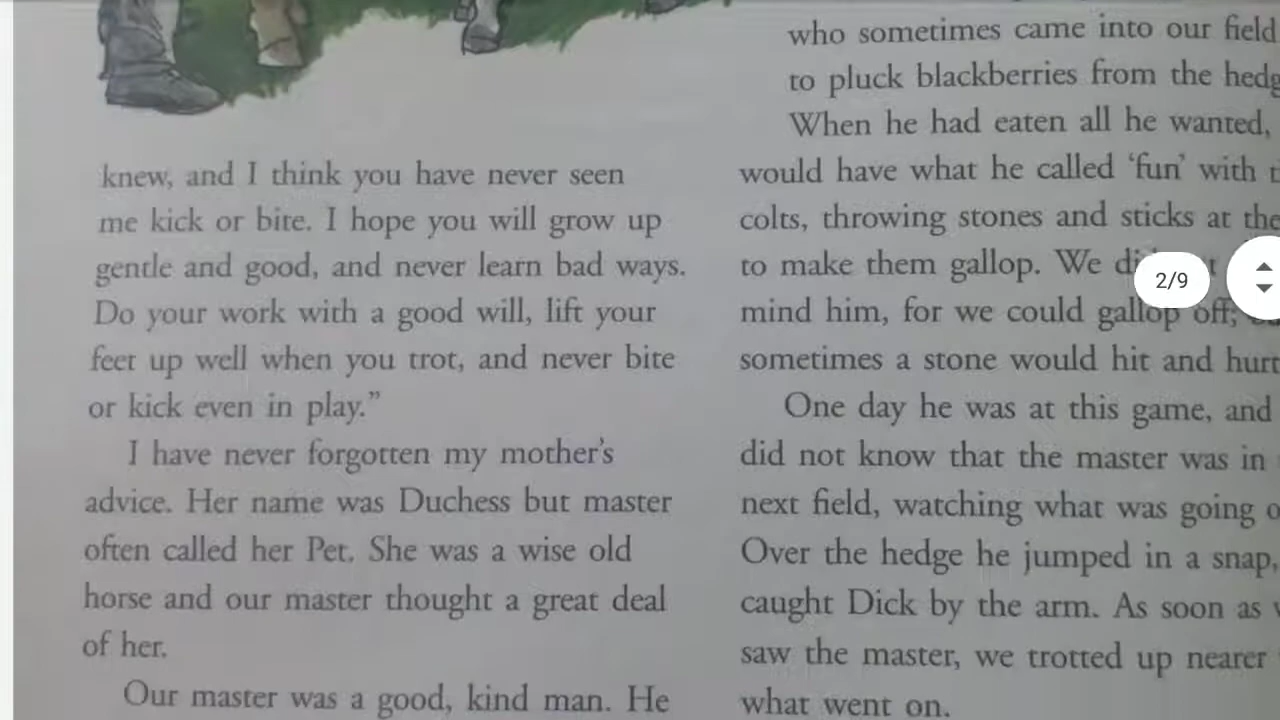 knew, and I think you have never seen
me kick or bite. I hope you will grow up
gentle and good, and never learn bad ways.
Do your work with a good will, lift your
feet up well when you trot, and never bite
or kick even in play.”
I have never forgotten my mother’s
advice. Her name was Duchess but master
often called her Pet. She was a wise old
horse and our master thought a great deal
of her.
Our master was a good, kind man. He
who sometimes came into our field
to pluck blackberries from the
When he had eaten all he wanted,
would have what he called ‘fun’ with
colts, throwing stones and sticks at
to make them gallop. We
mind him, for we could gallop off;
sometimes a stone would hit and hurt
One day he was at this game, and
did not know that the master was in
next field, watching what was going
Over the hedge he jumped in a snap,
caught Dick by the arm. As soon as
saw the master, we trotted up nearer
what went on.
2/9